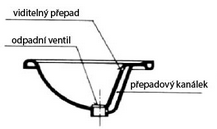 viditelný přepad
odpadní ventil
přepadový kanálek